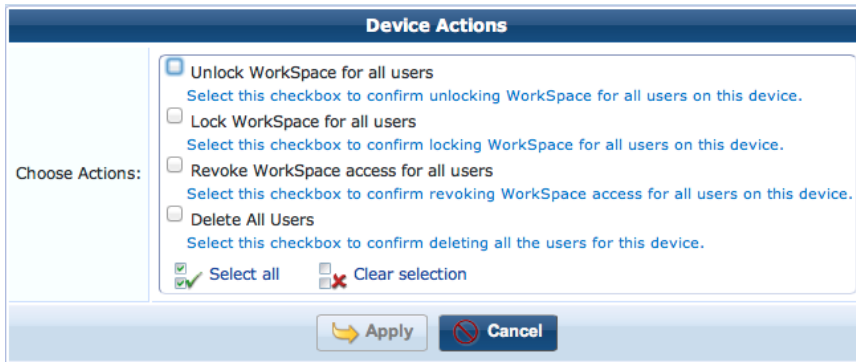 Device Actions
Choose Actions:
Unlock WorkSpace for all users
Select this checkbox to confirm unlocking WorkSpace for all users on this device.
Lock WorkSpace for all users
Select this checkbox to confirm locking WorkSpace for all users on this device.
Revoke WorkSpace access for all users
Select this checkbox to confirm revoking WorkSpace access for all users on this device.
Delete All Users
Select this checkbox to confirm deleting all the users for this device.
Select all Clear selection
Apply Cancel